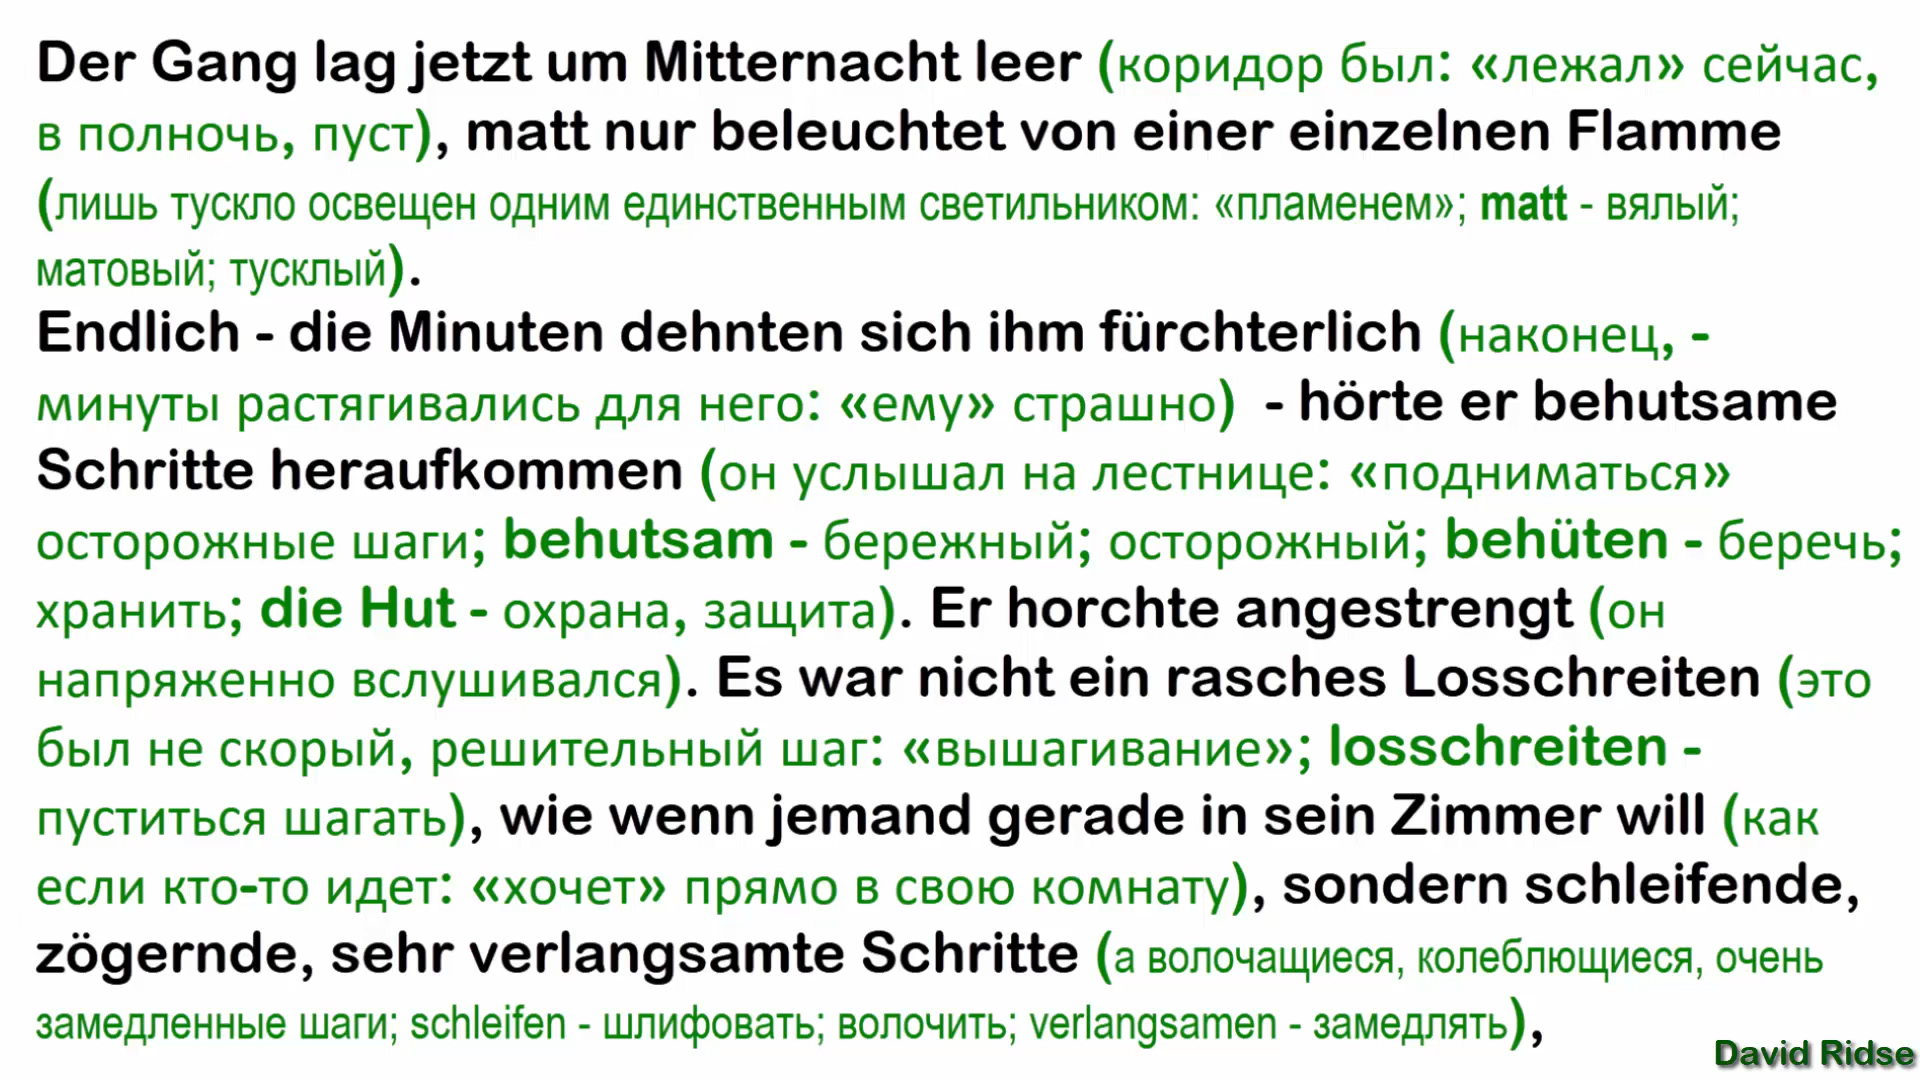 Der Gang lag jetzt um Mitternacht leer (коридор был: «лежал» сейчас,
в полночь, пуст), matt nur beleuchtet von einer einzelnen Flamme
(лишь тускло освещен одним единственным светильником: «пламенем»; matt - вялый;
матовый; тусклый).
Endlich - die Minuten dehnten sich ihm fürchterlich (наконец, -
минуты растягивались для него: «ему» страшно) - hörte er behutsame
Schritte heraufkommen (он услышал на лестнице: «подниматься»
осторожные шаги; behutsam - бережный; осторожный; behüten - беречь;
хранить; die Hut - охрана, защита). Er horchte angestrengt (он
напряженно вслушивался). Es war nicht ein rasches Losschreiten (это
был не скорый, решительный шаг: «вышагивание»; losschreiten -
пуститься шагать), wie wenn jemand gerade in sein Zimmer will (как
если кто-то идет: «хочет» прямо в свою комнату), sondern schleifende,
zögernde, sehr verlangsamte Schritte (а волочащиеся, колеблющиеся, очень
замедленные шаги; schleifen - шлифовать; волочить; verlangsamen - замедлять),
David Ridse